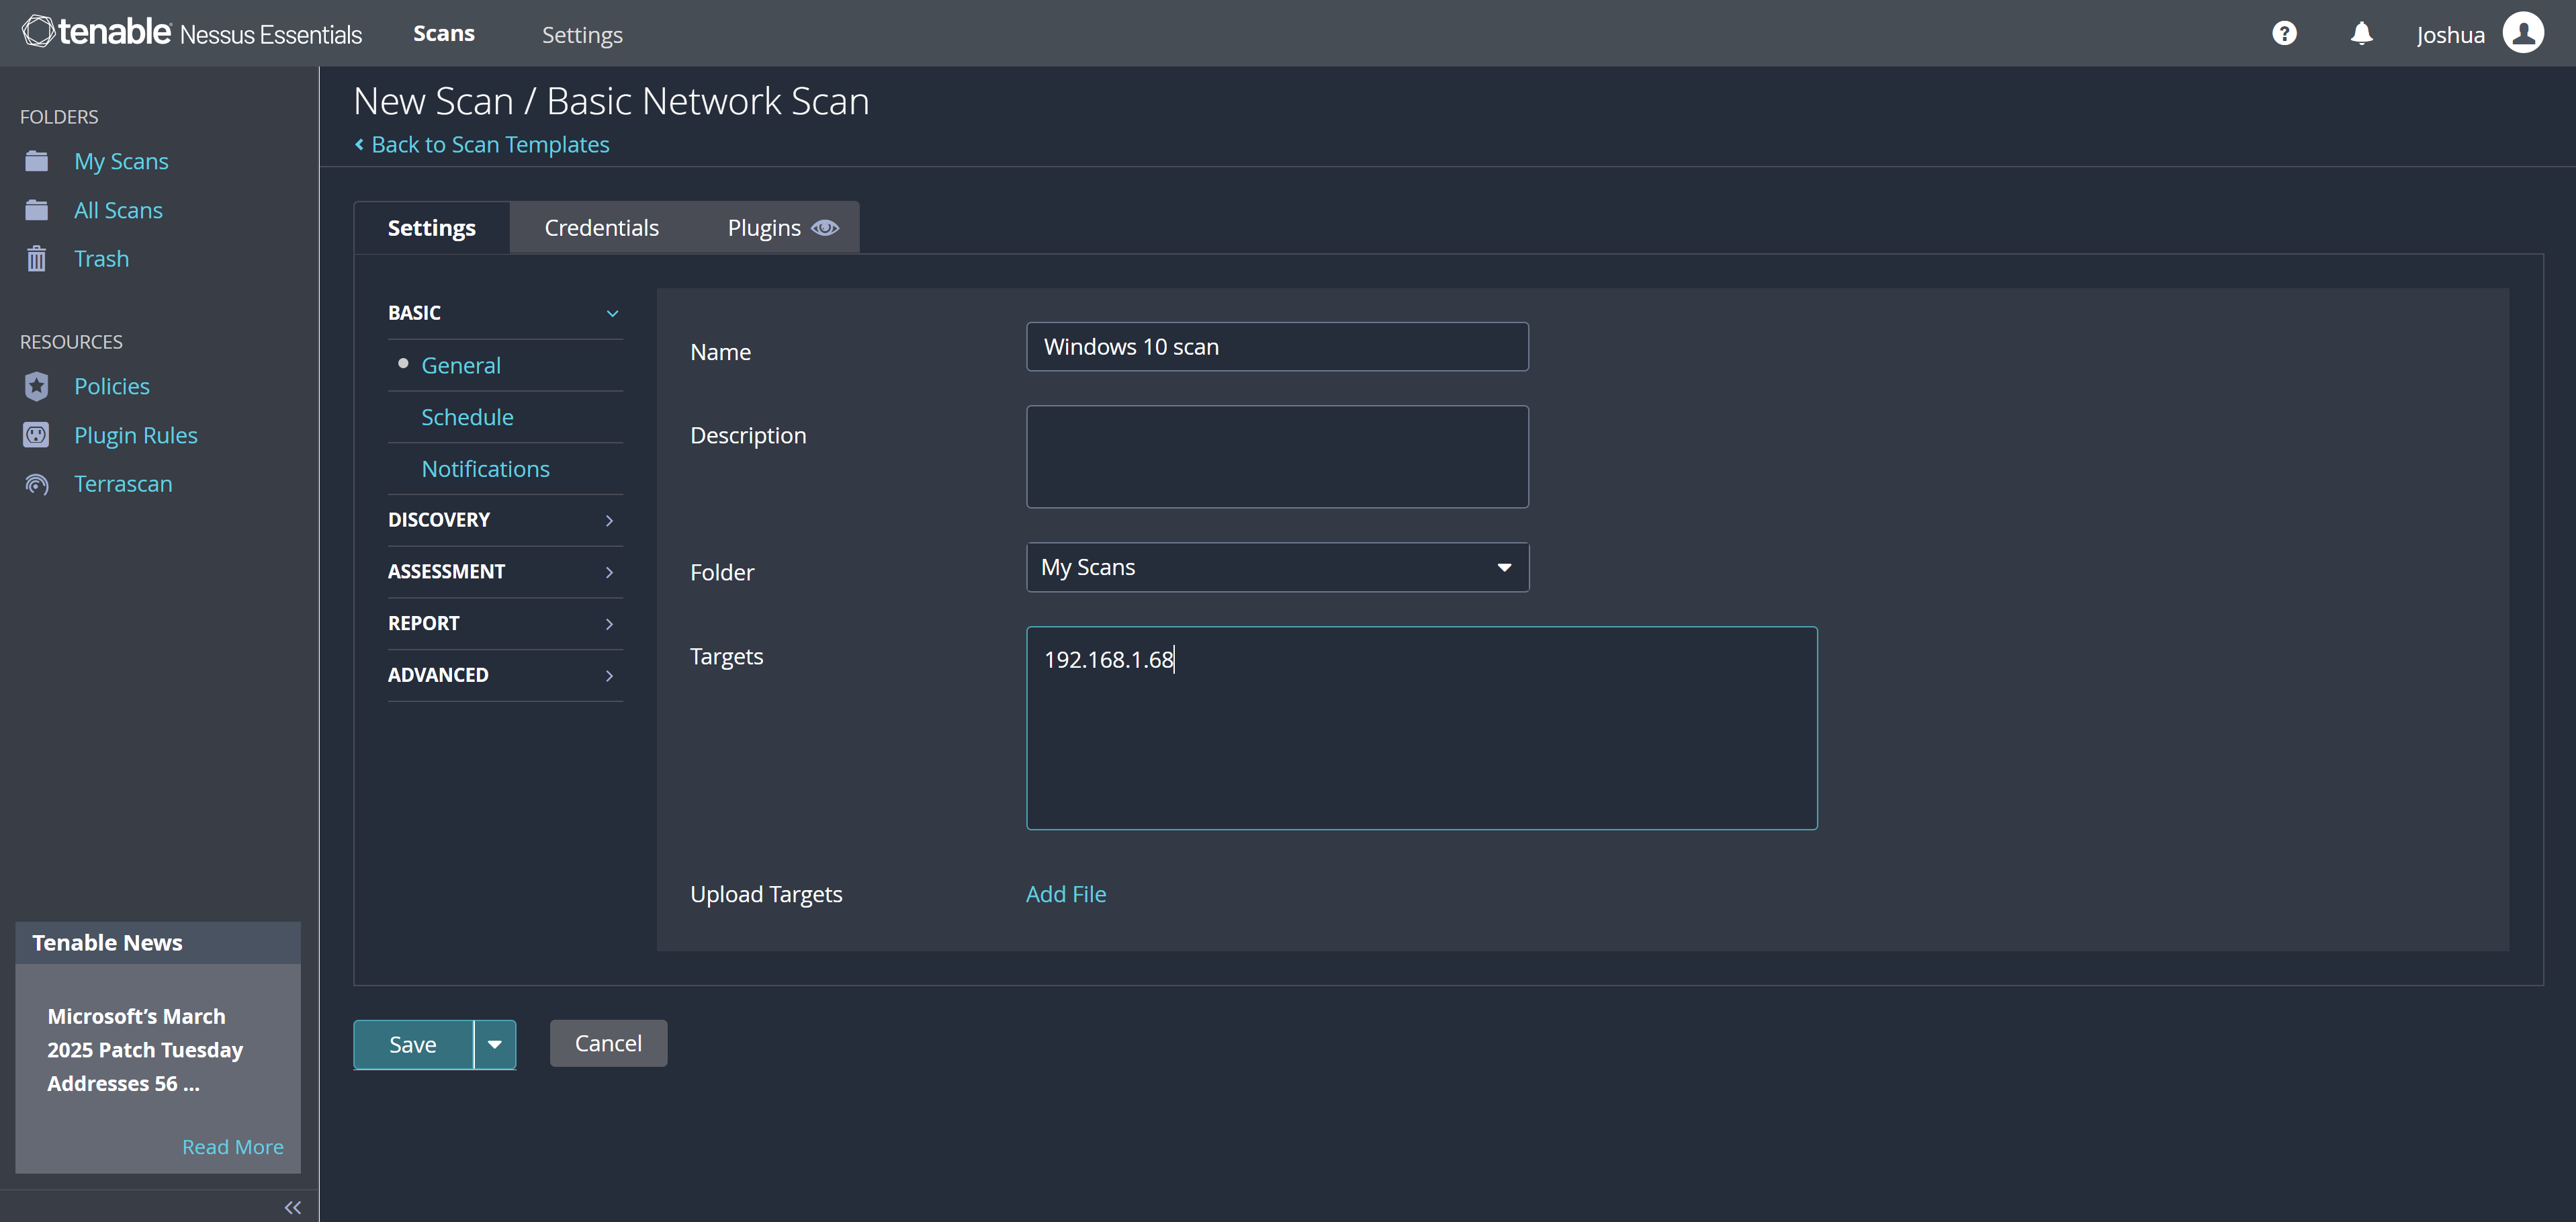 tenable Nessus Essentials Scans Settings Joshua
New Scan / Basic Network Scan
Back to Scan Templates
FOLDERS
My Scans
All Scans
Trash
RESOURCES
Policies
Plugin Rules
Terrascan
Settings Credentials Plugins
BASIC
General
Schedule
Notifications
DISCOVERY
ASSESSMENT
REPORT
ADVANCED
Name Windows 10 scan
Description
Folder My Scans
Targets 192.168.1.68
Upload Targets Add File
Save Cancel
Tenable News
Microsoft’s March
2025 Patch Tuesday
Addresses 56 ...
Read More